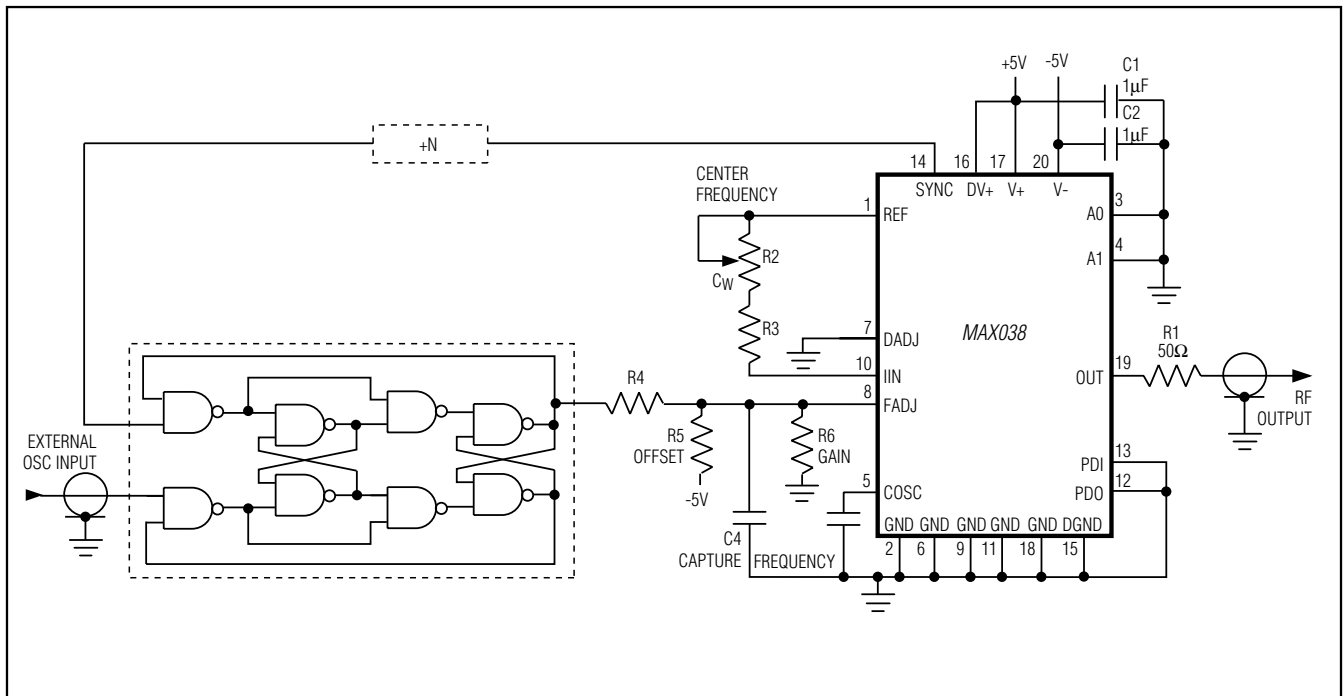 +5V
-5V
C1
1µF
C2
1µF
+N
14
16
17
20
SYNC
DV+
V+
V-
CENTER
FREQUENCY
1
REF
3
A0
R2
CW
4
A1
R3
MAX038
7
DADJ
R1
50Ω
10
IIN
19
OUT
R4
8
FADJ
RF
OUTPUT
EXTERNAL
OSC INPUT
R5
OFFSET
R6
GAIN
-5V
13
PDI
12
PDO
5
COSC
GND
GND
GND
GND
GND
DGND
C4
2
6
9
11
18
15
CAPTURE
FREQUENCY